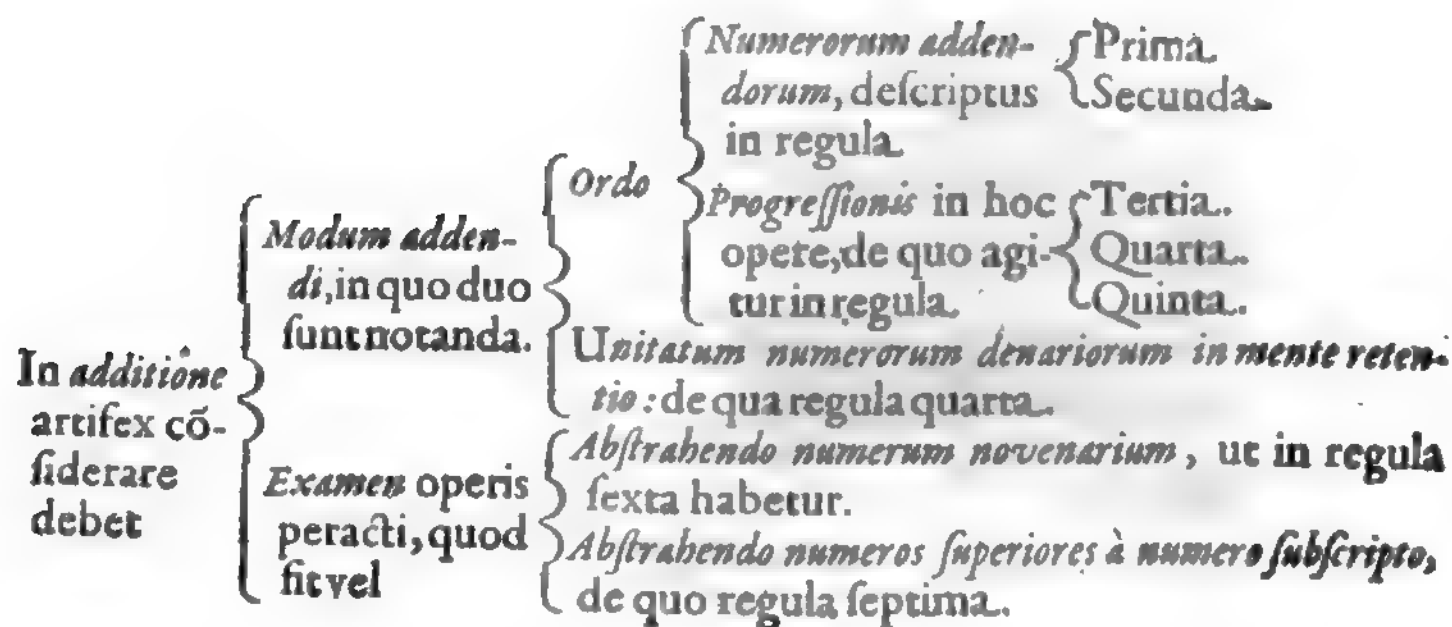 In additione
artifex cõ-
ſiderare
debet
Modum adden-
di, in quo duo
ſunt notanda.
Ordo
Numerorum adden-
dorum, deſcriptus
in regula
Prima
Secunda
Progreſſionis in hoc
opere, de quo agi-
tur in regula
Tertia.
Quarta.
Quinta.
Unitatum numerorum denariorum in mente reten-
tio: de qua regula quarta.
Examen operis
peracti, quod
fit vel
Abſtrahendo numerum novenarium, ut in regula
ſexta habetur.
Abſtrahendo numeros ſuperiores à numero ſubſcripto,
de quo regula ſeptima.